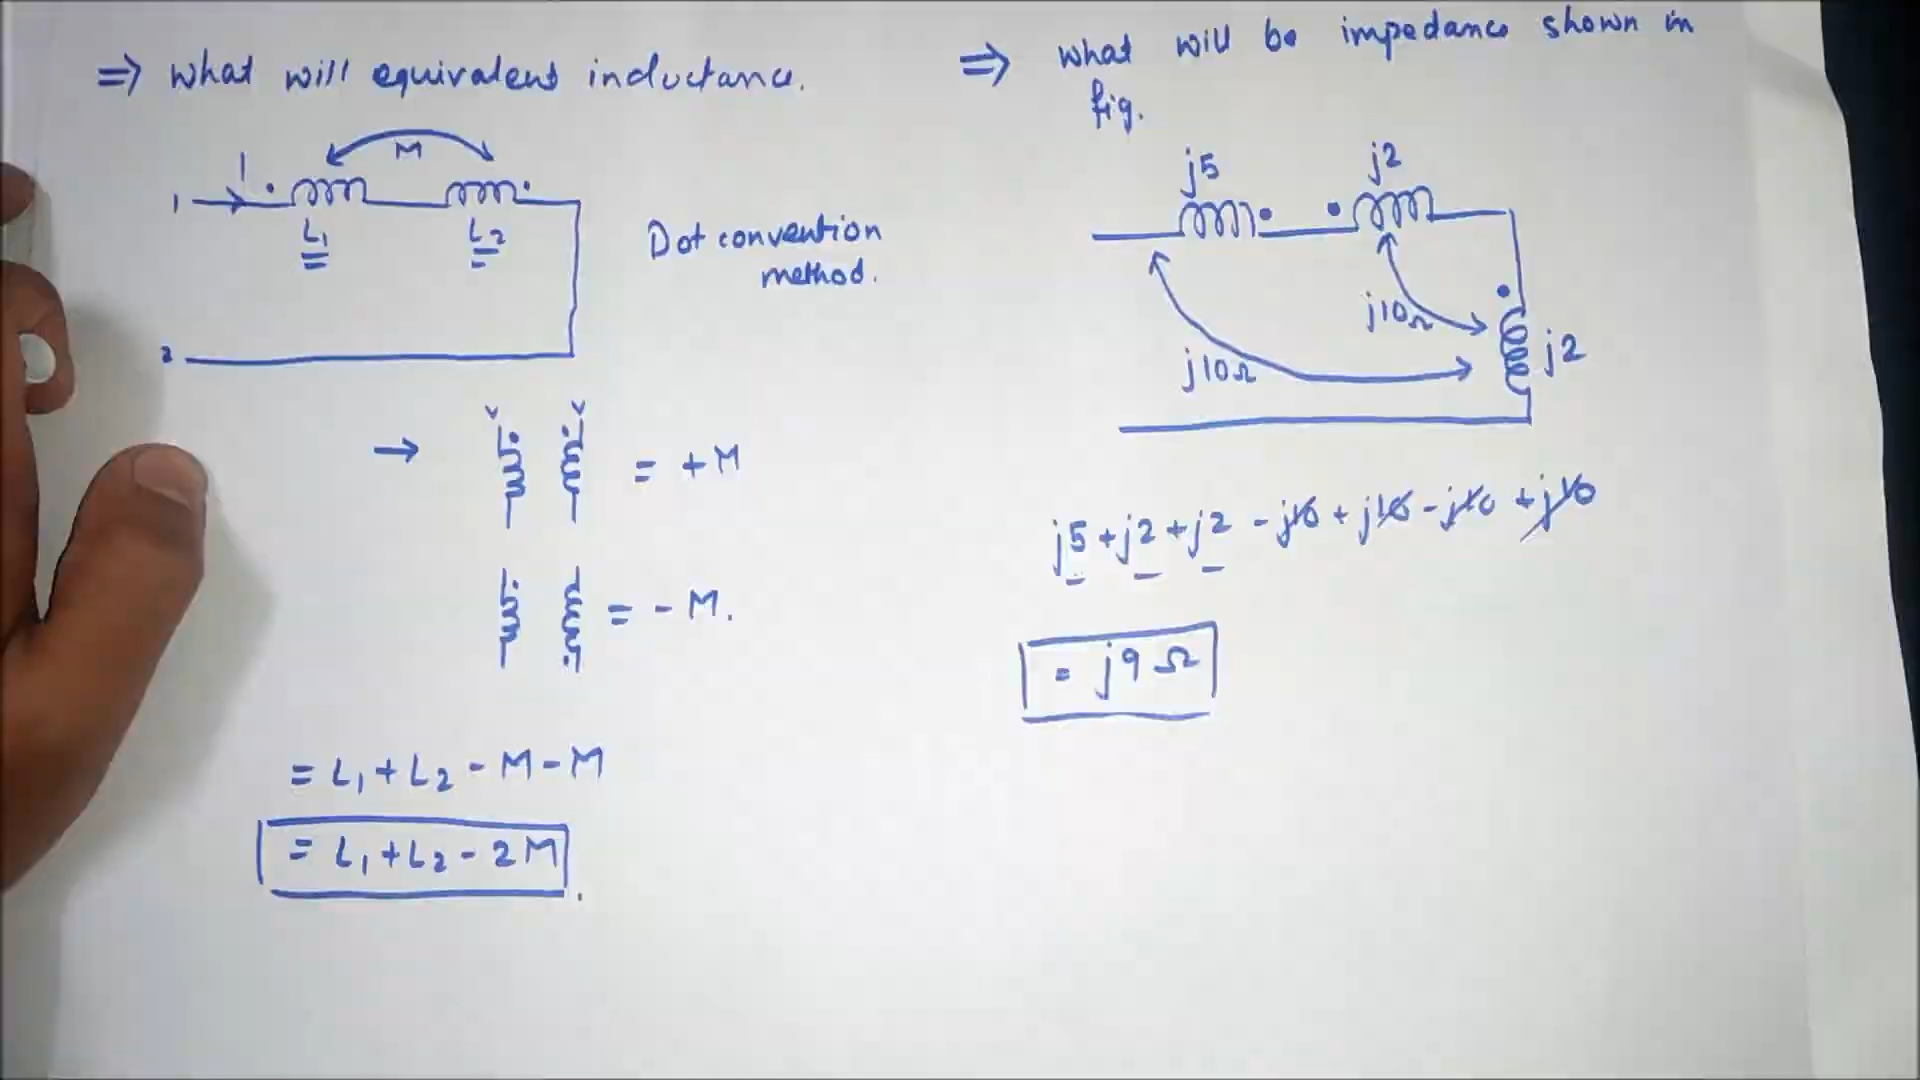 ⇒ What will equivalent inductance.
M
I
1
L₁
L₂
2
Dot convention
method.
→ = +M
= - M.
= L₁ + L₂ - M - M
= L₁ + L₂ - 2M
⇒ what will be impedance shown in
fig.
j5
j2
j10Ω
j10Ω
j2
j5 + j2 + j2 - j10 + j10 - j10 + j10
= j9 Ω